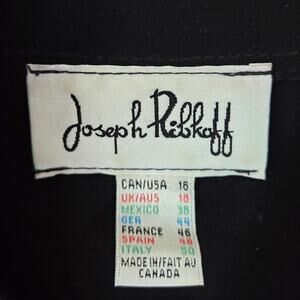 Joseph Ribkoff
CAN/USA 16
UK/AUS 18
MEXICO 38
GER 44
FRANCE 46
SPAIN 48
ITALY 50
MADE IN/FAIT AU
CANADA